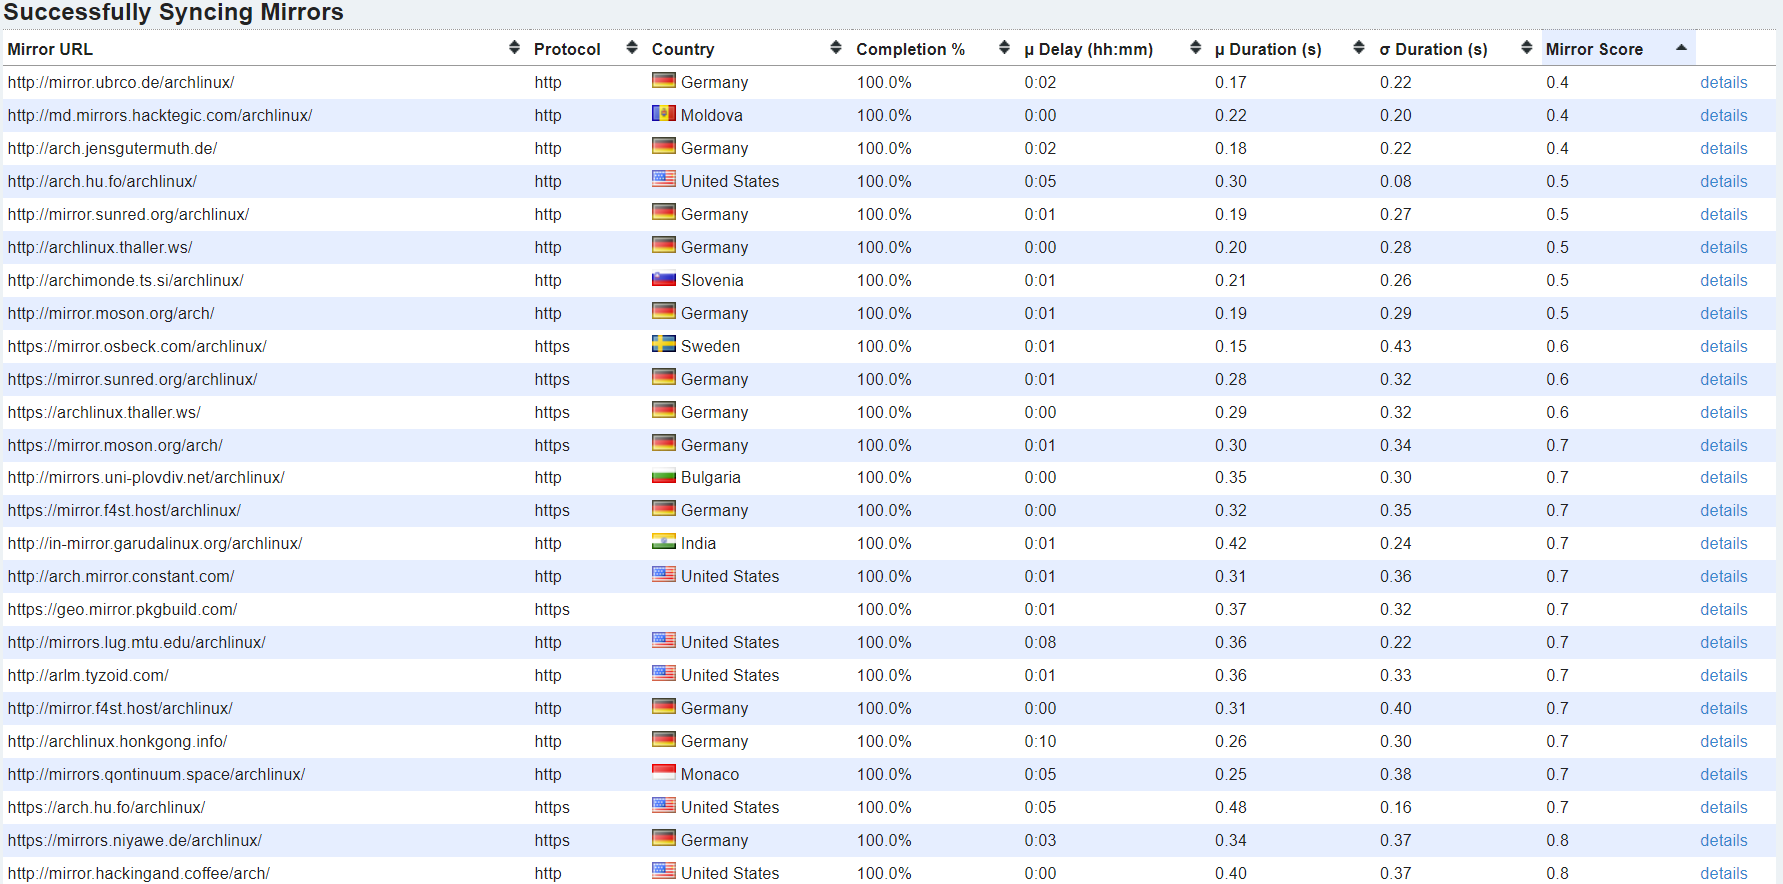 Successfully Syncing Mirrors
Mirror URL Protocol Country Completion % μ Delay (hh:mm) μ Duration (s) σ Duration (s) Mirror Score
http://mirror.ubrco.de/archlinux/ http Germany 100.0% 0:02 0.17 0.22 0.4 details
http://md.mirrors.hacktegic.com/archlinux/ http Moldova 100.0% 0:00 0.22 0.20 0.4 details
http://arch.jensgutermuth.de/ http Germany 100.0% 0:02 0.18 0.22 0.4 details
http://arch.hu.fo/archlinux/ http United States 100.0% 0:05 0.30 0.08 0.5 details
http://mirror.sunred.org/archlinux/ http Germany 100.0% 0:01 0.19 0.27 0.5 details
http://archlinux.thaller.ws/ http Germany 100.0% 0:00 0.20 0.28 0.5 details
http://archimonde.ts.si/archlinux/ http Slovenia 100.0% 0:01 0.21 0.26 0.5 details
http://mirror.moson.org/arch/ http Germany 100.0% 0:01 0.19 0.29 0.5 details
https://mirror.osbeck.com/archlinux/ https Sweden 100.0% 0:01 0.15 0.43 0.6 details
https://mirror.sunred.org/archlinux/ https Germany 100.0% 0:01 0.28 0.32 0.6 details
https://archlinux.thaller.ws/ https Germany 100.0% 0:00 0.29 0.32 0.6 details
https://mirror.moson.org/arch/ https Germany 100.0% 0:01 0.30 0.34 0.7 details
http://mirrors.uni-plovdiv.net/archlinux/ http Bulgaria 100.0% 0:00 0.35 0.30 0.7 details
https://mirror.f4st.host/archlinux/ https Germany 100.0% 0:00 0.32 0.35 0.7 details
http://in-mirror.garudalinux.org/archlinux/ http India 100.0% 0:01 0.42 0.24 0.7 details
http://arch.mirror.constant.com/ http United States 100.0% 0:01 0.31 0.36 0.7 details
https://geo.mirror.pkgbuild.com/ https 100.0% 0:01 0.37 0.32 0.7 details
http://mirrors.lug.mtu.edu/archlinux/ http United States 100.0% 0:08 0.36 0.22 0.7 details
http://arlm.tyzoid.com/ http United States 100.0% 0:01 0.36 0.33 0.7 details
http://mirror.f4st.host/archlinux/ http Germany 100.0% 0:00 0.31 0.40 0.7 details
http://archlinux.honkgong.info/ http Germany 100.0% 0:10 0.26 0.30 0.7 details
http://mirrors.qontinuum.space/archlinux/ http Monaco 100.0% 0:05 0.25 0.38 0.7 details
https://arch.hu.fo/archlinux/ https United States 100.0% 0:05 0.48 0.16 0.7 details
https://mirrors.niyawe.de/archlinux/ https Germany 100.0% 0:03 0.34 0.37 0.8 details
http://mirror.hackingand.coffee/arch/ http United States 100.0% 0:00 0.40 0.37 0.8 details